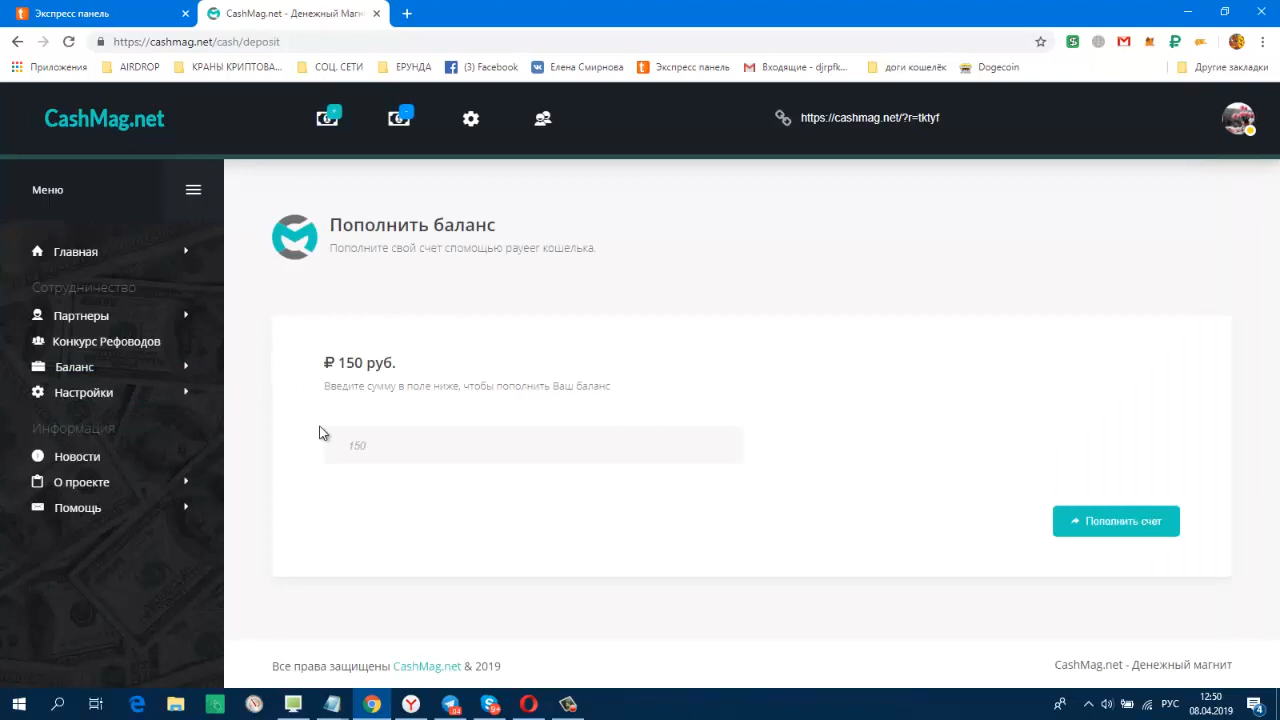 Экспресс панель
CashMag.net - Денежный Магн
https://cashmag.net/cash/deposit
Приложения
AIRDROP
КРАНЫ КРИПТОВА...
СОЦ. СЕТИ
ЕРУНДА
(3) Facebook
Елена Смирнова
Экспресс панель
Входящие - djrpfk...
доги кошелёк
Dogecoin
Другие закладки
CashMag.net
https://cashmag.net/?r=tktyf
Меню
Главная
Сотрудничество
Партнеры
Конкурс Рефоводов
Баланс
Настройки
Информация
Новости
О проекте
Помощь
Пополнить баланс
Пополните свой счет спомощью payeer кошелька.
₽ 150 руб.
Введите сумму в поле ниже, чтобы пополнить Ваш баланс
150
Пополнить счет
Все права защищены CashMag.net & 2019
CashMag.net - Денежный магнит
РУС
12:50
08.04.2019